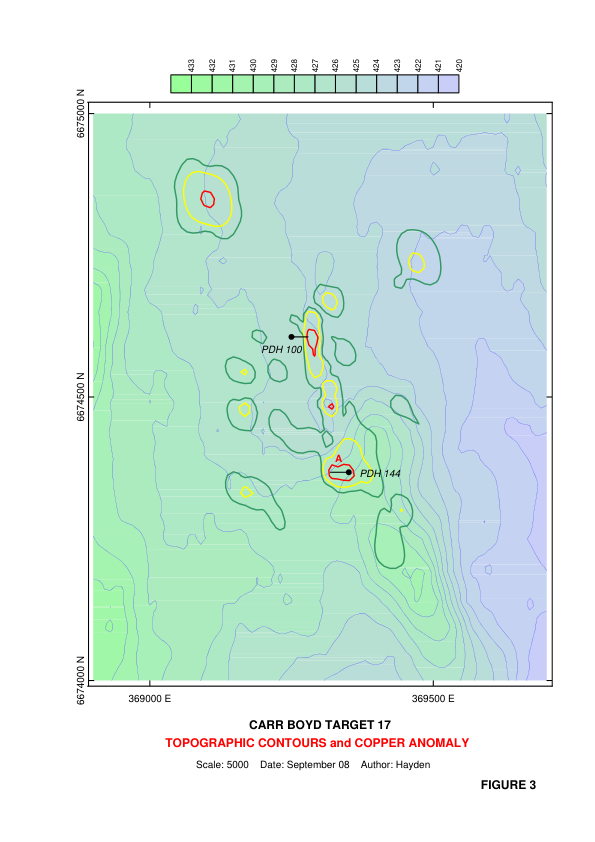 433 432 431 430 429 428 427 426 425 424 423 422 421 420
6675000 N
PDH 100
6674500 N
A
PDH 144
6674000 N
369000 E 369500 E
CARR BOYD TARGET 17
TOPOGRAPHIC CONTOURS and COPPER ANOMALY
Scale: 5000 Date: September 08 Author: Hayden
FIGURE 3